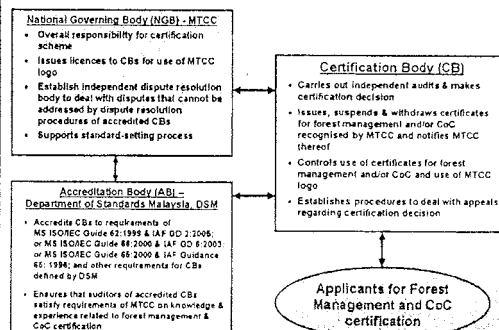 National Governing Body (NGB) - MTCC
• Overall responsibility for certification
scheme
• Issues licences to CBs for use of MTCC
logo
• Establish independent dispute resolution
body to deal with disputes that cannot be
addressed by dispute resolution
procedures of accredited CBs
• Supports standard-setting process
Accreditation Body (AB) –
Department of Standards Malaysia, DSM
• Accredits CBs to requirements of
MS ISO/IEC Guide 62:1999 & IAF GD 2:2005;
or MS ISO/IEC Guide 66:2000 & IAF GD 6:2003;
or MS ISO/IEC Guide 65:2000 & IAF Guidance
65: 1996; and other requirements for CBs
defined by DSM
• Ensures that auditors of accredited CBs
satisfy requirements of MTCC on knowledge &
experience related to forest management &
CoC certification
Certification Body (CB)
• Carries out independent audits & makes
certification decision
• Issues, suspends & withdraws certificates
for forest management and/or CoC
recognised by MTCC and notifies MTCC
thereof
• Controls use of certificates for forest
management and/or CoC and use of MTCC
logo
• Establishes procedures to deal with appeals
regarding certification decision
Applicants for Forest
Management and CoC
certification